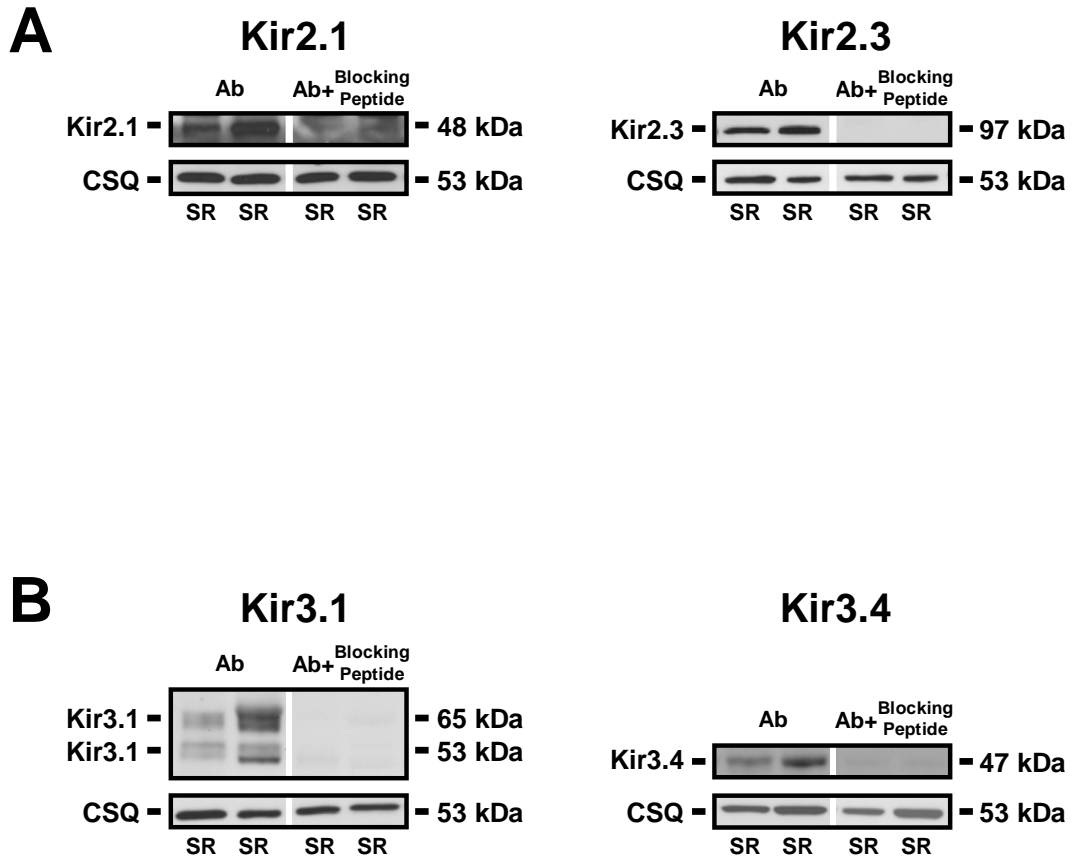 A
Kir2.1
Ab Ab+ Blocking Peptide
Kir2.1 - - 48 kDa
CSQ - - 53 kDa
SR SR SR SR
Kir2.3
Ab Ab+ Blocking Peptide
Kir2.3 - - 97 kDa
CSQ - - 53 kDa
SR SR SR SR
B
Kir3.1
Ab Ab+ Blocking Peptide
Kir3.1 - - 65 kDa
Kir3.1 - - 53 kDa
CSQ - - 53 kDa
SR SR SR SR
Kir3.4
Ab Ab+ Blocking Peptide
Kir3.4 - - 47 kDa
CSQ - - 53 kDa
SR SR SR SR